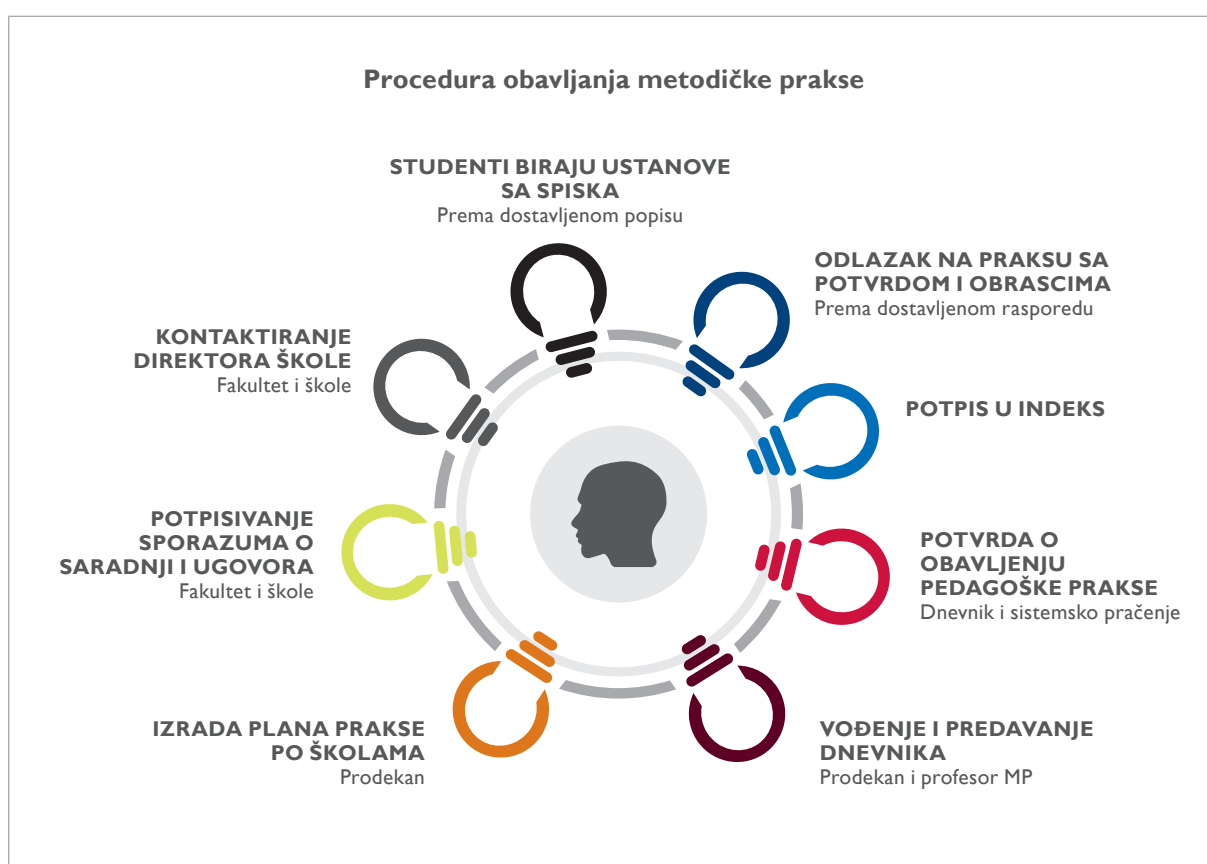 Procedura obavljanja metodičke prakse
STUDENTI BIRAJU USTANOVE
SA SPISKA
Prema dostavljenom popisu
ODLAZAK NA PRAKSU SA
POTVRDOM I OBRASCIMA
Prema dostavljenom rasporedu
KONTAKTIRANJE
DIREKTORA ŠKOLE
Fakultet i škole
POTPIS U INDEKS
POTPISIVANJE
SPORAZUMA O
SARADNJI I UGOVORA
Fakultet i škole
POTVRDA O
OBAVLJENJU
PEDAGOŠKE PRAKSE
Dnevnik i sistemsko pračenje
IZRADA PLANA PRAKSE
PO ŠKOLAMA
Prodekan
VOĐENJE I PREDAVANJE
DNEVNIKA
Prodekan i profesor MP